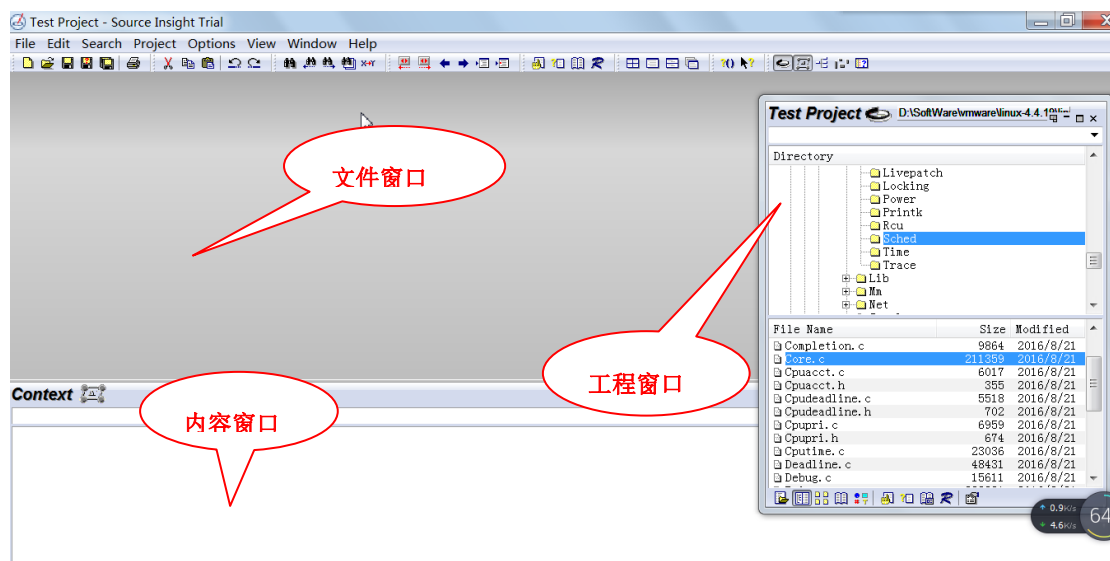 Test Project - Source Insight Trial
File Edit Search Project Options View Window Help
文件窗口
Test Project D:\SoftWare\vmware\linux-4.4.19\
Directory
Livepatch
Locking
Power
Printk
Rcu
Sched
Time
Trace
Lib
Mm
Net
工程窗口
File Name Size Modified
Completion.c 9864 2016/8/21
Core.c 211359 2016/8/21
Cpuacct.c 6017 2016/8/21
Cpuacct.h 355 2016/8/21
Cpudeadline.c 5518 2016/8/21
Cpudeadline.h 702 2016/8/21
Cpupri.c 6959 2016/8/21
Cpupri.h 674 2016/8/21
Cputime.c 23036 2016/8/21
Deadline.c 48431 2016/8/21
Debug.c 15611 2016/8/21
Context
内容窗口
0.9K/s
4.6K/s
64